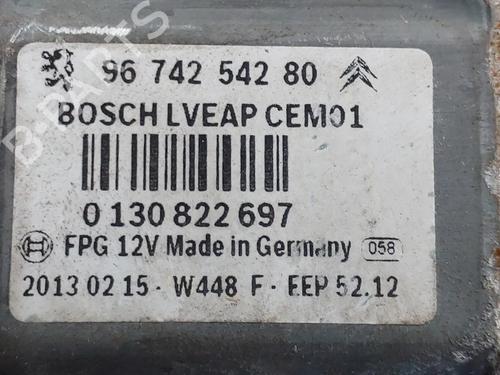 96 742 542 80
BOSCH LVEAP CEM01
0 130 822 697
FPG 12V Made in Germany 058
2013 02 15 - W448 F - EEP 52.12
B-PARTS